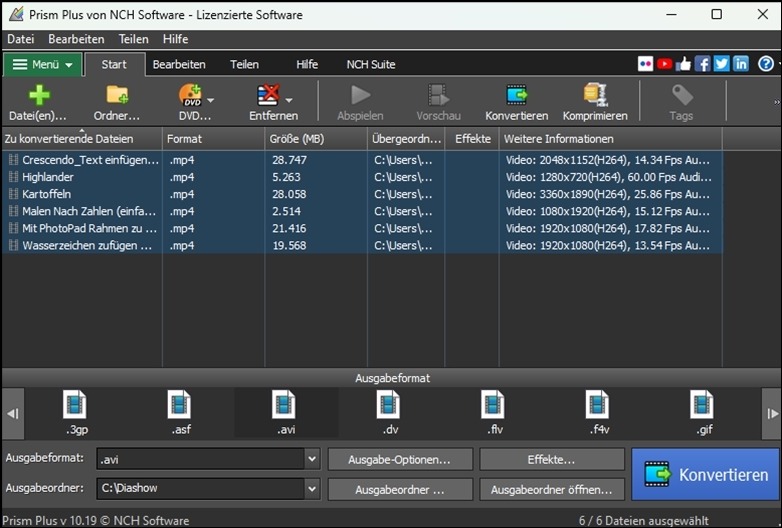 Prism Plus von NCH Software - Lizenzierte Software
Datei Bearbeiten Teilen Hilfe
Menü Start Bearbeiten Teilen Hilfe NCH Suite
Datei(en)... Ordner... DVD... Entfernen Abspielen Vorschau Konvertieren Komprimieren Tags
Zu konvertierende Dateien Format Größe (MB) Übergeordn... Effekte Weitere Informationen
Crescendo_Text einfügen... .mp4 28.747 C:\Users\... Video: 2048x1152(H264), 14.34 Fps Au...
Highlander .mp4 5.263 C:\Users\... Video: 1280x720(H264), 60.00 Fps Audi...
Kartoffeln .mp4 28.058 C:\Users\... Video: 3360x1890(H264), 25.86 Fps Au...
Malen Nach Zahlen (einfa... .mp4 2.514 C:\Users\... Video: 1080x1920(H264), 15.12 Fps Au...
Mit PhotoPad Rahmen zu ... .mp4 21.416 C:\Users\... Video: 1920x1080(H264), 17.82 Fps Au...
Wasserzeichen zufügen ... .mp4 19.568 C:\Users\... Video: 1920x1080(H264), 13.54 Fps Au...
Ausgabeformat
.3gp .asf .avi .dv .flv .f4v .gif
Ausgabeformat: .avi Ausgabe-Optionen... Effekte... Konvertieren
Ausgabeordner: C:\Diashow Ausgabeordner ... Ausgabeordner öffnen...
Prism Plus v 10.19 © NCH Software 6 / 6 Dateien ausgewählt